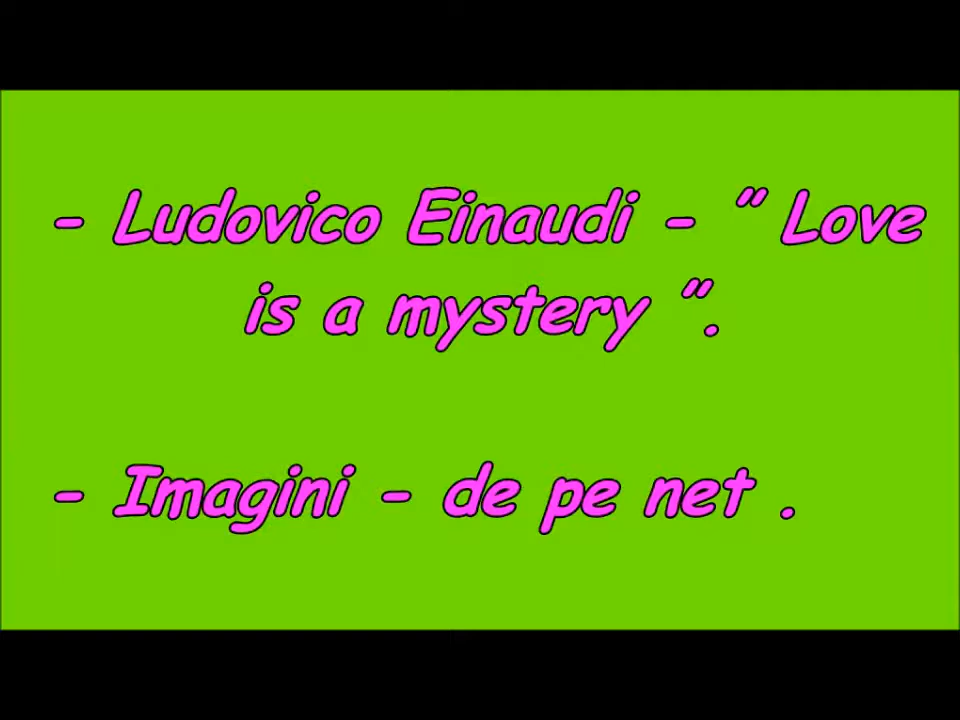 - Ludovico Einaudi - ” Love
is a mystery ”.
- Imagini - de pe net .